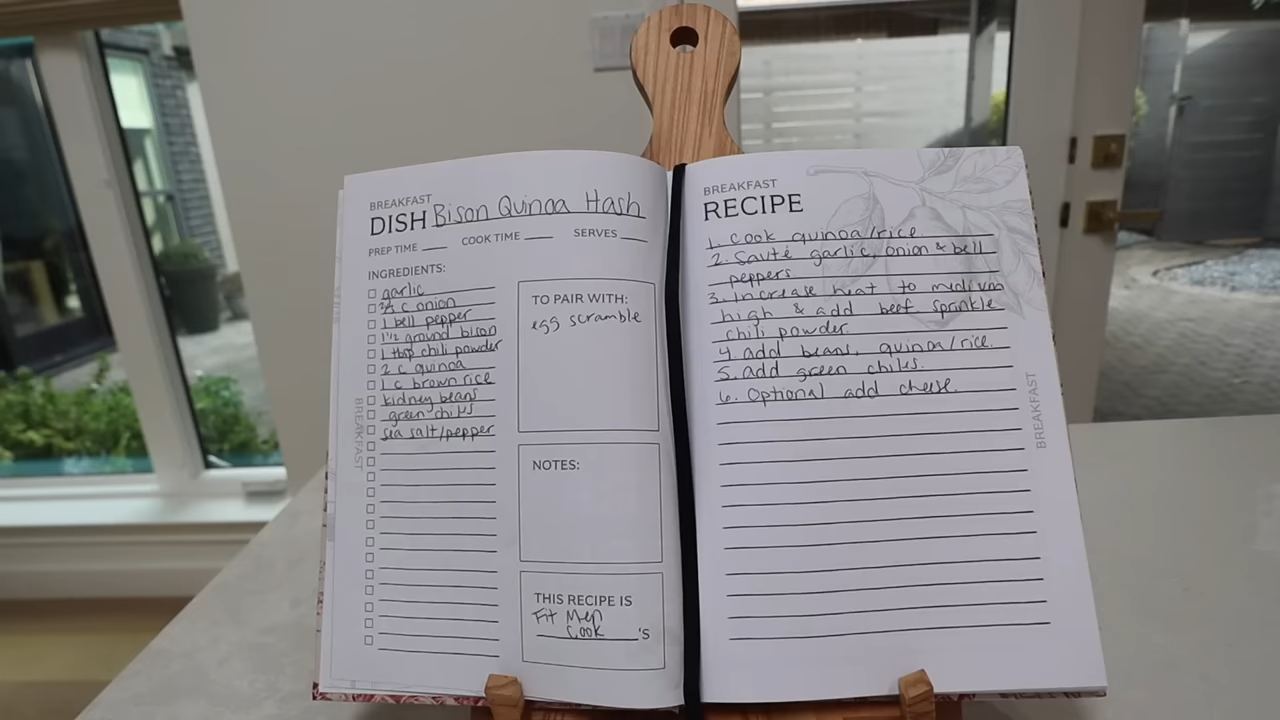 BREAKFAST
DISH Bison Quinoa Hash
PREP TIME COOK TIME SERVES
INGREDIENTS:
garlic
3/4 c onion
1 bell pepper
1 1/2 ground bison
1 tbsp chili powder
2 c quinoa
1 c brown rice
kidney beans
green chiles
sea salt/pepper
BREAKFAST
TO PAIR WITH:
egg scramble
NOTES:
THIS RECIPE IS
Fit Men
Cook 'S
BREAKFAST
RECIPE
1. Cook quinoa/rice
2. Sauté garlic, onion & bell
peppers
3. Increase heat to medium
high & add beef sprinkle
chili powder
4. add beans, quinoa/rice.
5. add green chiles.
6. Optional add cheese.
BREAKFAST